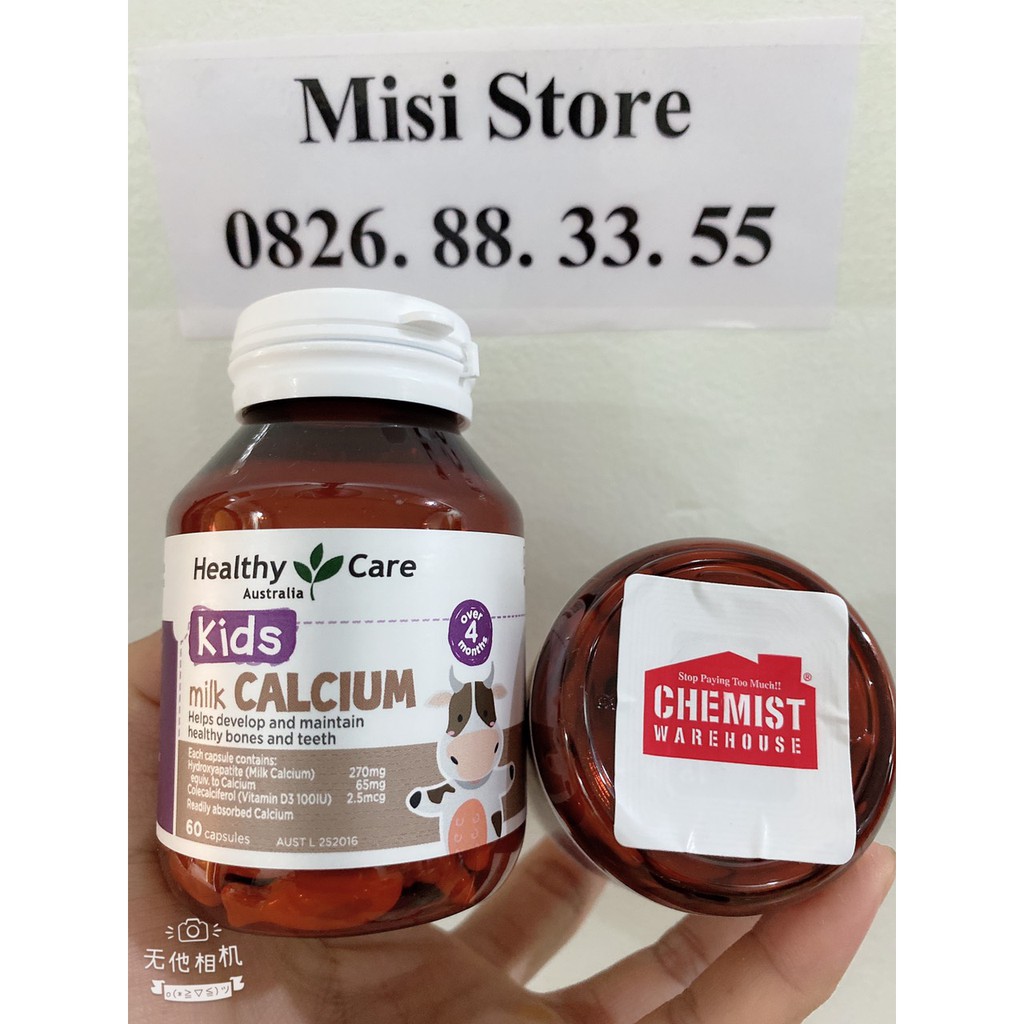 Misi Store
0826. 88. 33. 55
Healthy Care
Australia
Kids
over
4
months
milk CALCIUM
Helps develop and maintain
healthy bones and teeth
Each capsule contains:
Hydroxyapatite (Milk Calcium) 270mg
equiv. to Calcium 65mg
Colecalciferol (Vitamin D3 100IU) 2.5mcg
Readily absorbed Calcium
60 capsules AUST L 252016
Stop Paying Too Much!!
®
CHEMIST
WAREHOUSE
无他相机
o(*≧▽≦)ツ